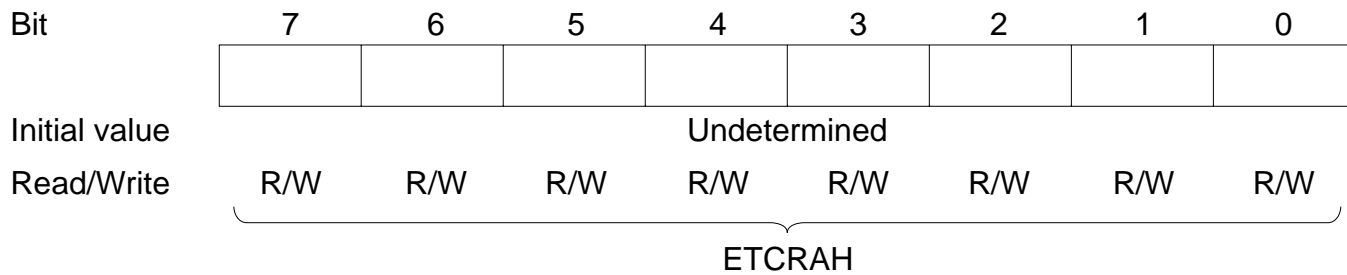 Bit 7 6 5 4 3 2 1 0
Initial value Undetermined
Read/Write R/W R/W R/W R/W R/W R/W R/W R/W
ETCRAH